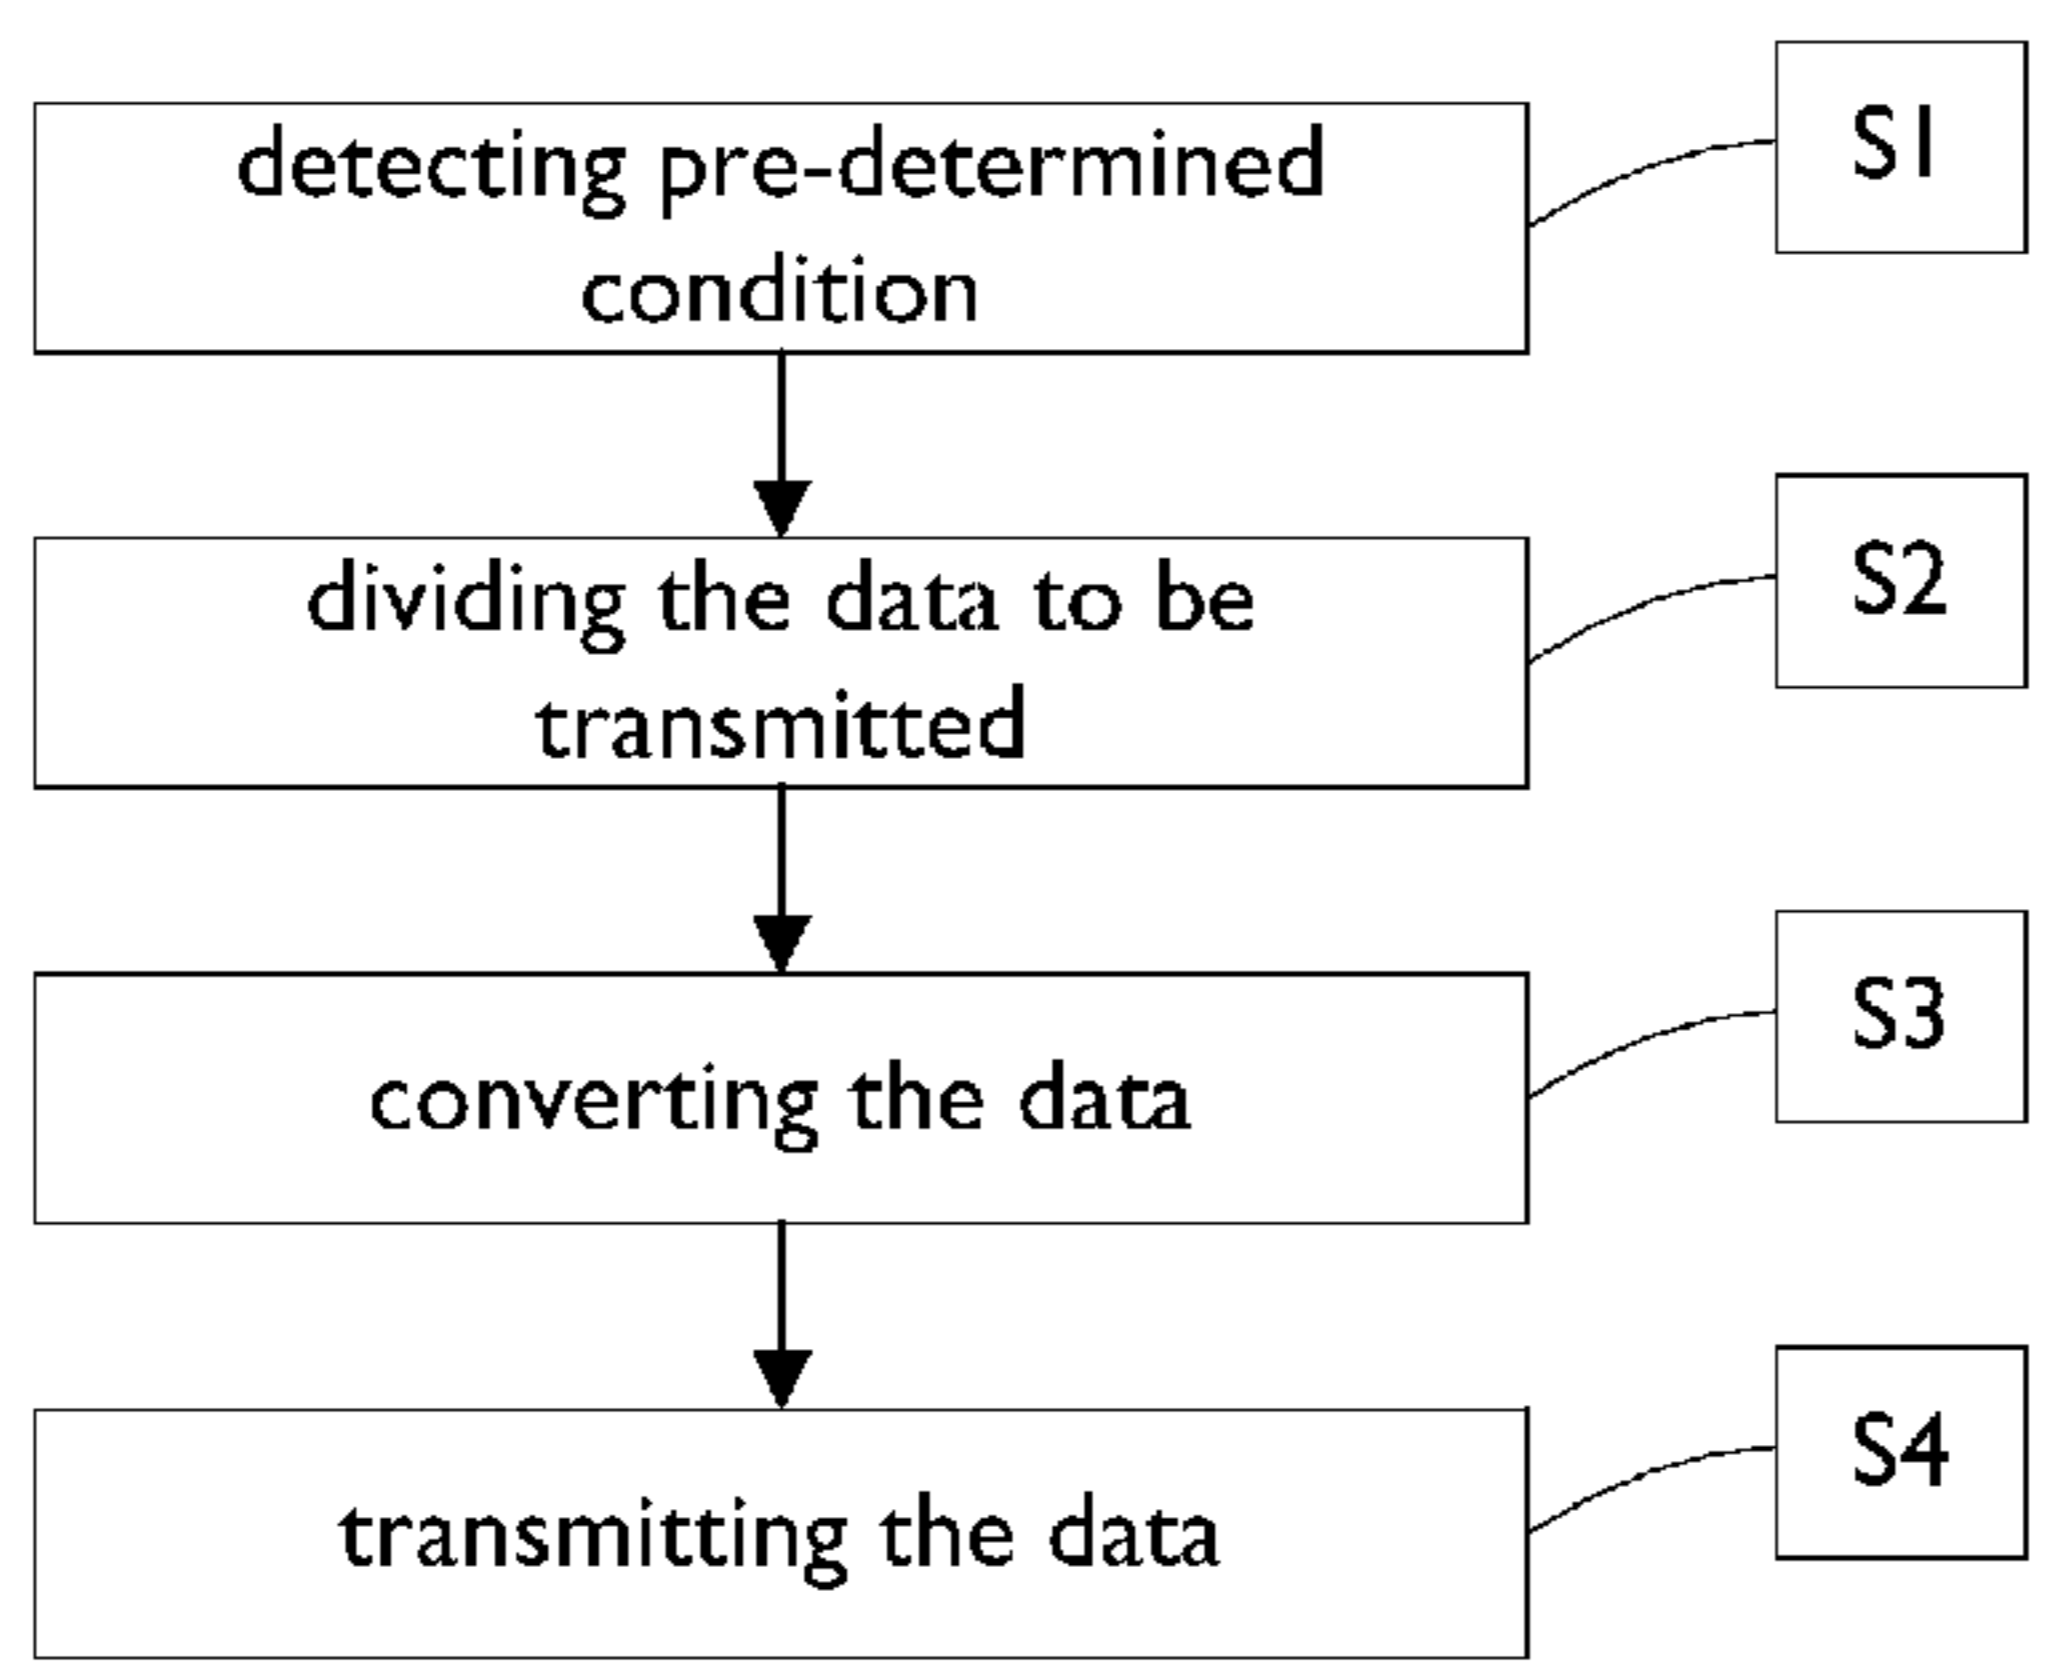 detecting pre-determined
condition
S1
dividing the data to be
transmitted
S2
converting the data
S3
transmitting the data
S4